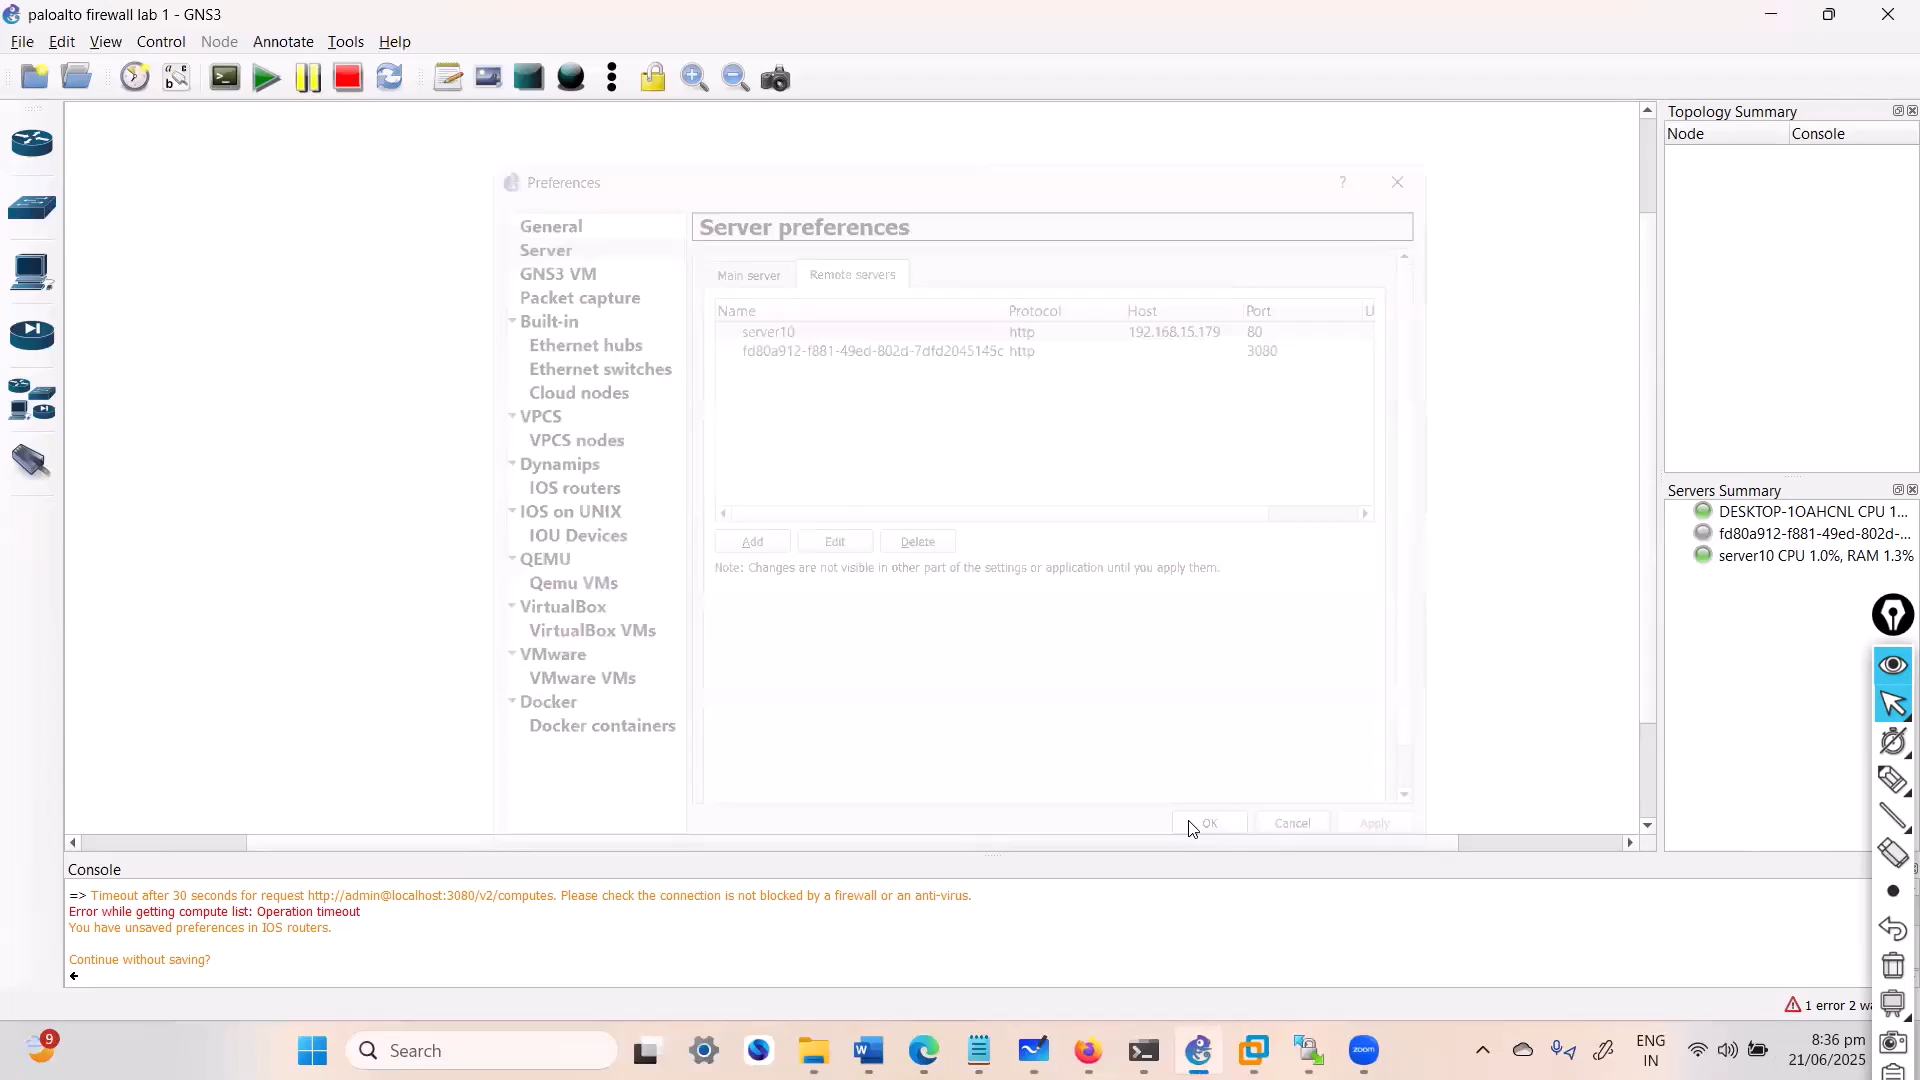 paloalto firewall lab 1 - GNS3
File Edit View Control Node Annotate Tools Help
Topology Summary
Node Console
Preferences ?
General
Server
GNS3 VM
Packet capture
Built-in
Ethernet hubs
Ethernet switches
Cloud nodes
VPCS
VPCS nodes
Dynamips
IOS routers
IOS on UNIX
IOU Devices
QEMU
Qemu VMs
VirtualBox
VirtualBox VMs
VMware
VMware VMs
Docker
Docker containers
Server preferences
Main server Remote servers
Name Protocol Host Port U
server10 http 192.168.15.179 80
fd80a912-f881-49ed-802d-7dfd2045145c http 3080
Add Edit Delete
Note: Changes are not visible in other part of the settings or application until you apply them.
OK Cancel Apply
Servers Summary
DESKTOP-1OAHCNL CPU 1...
fd80a912-f881-49ed-802d-...
server10 CPU 1.0%, RAM 1.3%
Console
=> Timeout after 30 seconds for request http://admin@localhost:3080/v2/computes. Please check the connection is not blocked by a firewall or an anti-virus.
Error while getting compute list: Operation timeout
You have unsaved preferences in IOS routers.
Continue without saving?
1 error 2 wa
9
Search
zoom
ENG
IN
8:36 pm
21/06/2025